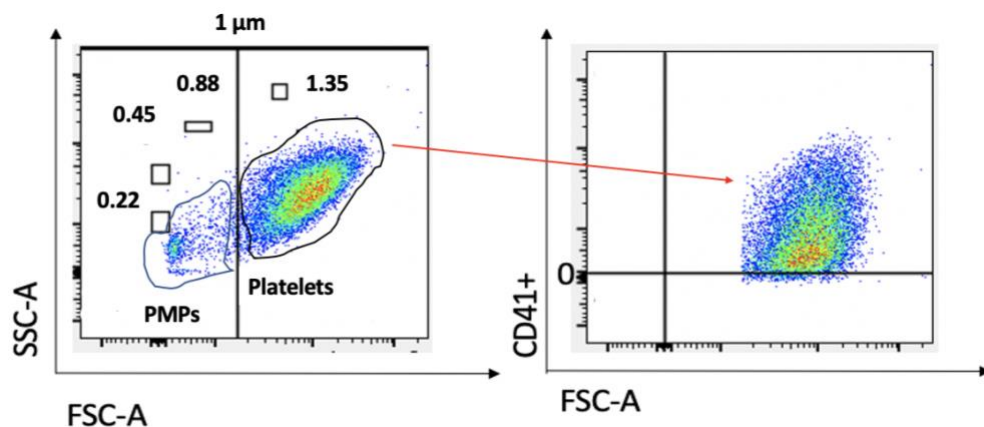 1 µm
0.88
1.35
0.45
0.22
Platelets
PMPs
SSC-A
FSC-A
0
CD41+
FSC-A